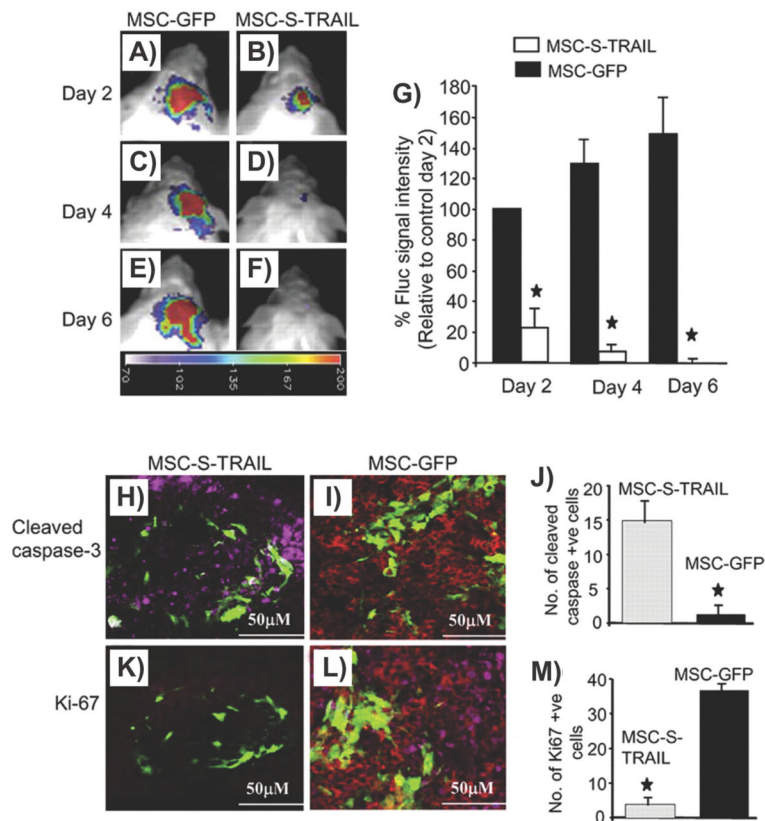 MSC-GFP MSC-S-TRAIL
A) B)
Day 2
C) D)
Day 4
E) F)
Day 6
70 102 135 167 200
MSC-S-TRAIL
MSC-GFP
G)
% Fluc signal intensity
(Relative to control day 2)
180
160
140
120
100
80
60
40
20
0
Day 2 Day 4 Day 6
MSC-S-TRAIL MSC-GFP
H) I)
Cleaved
caspase-3
50µM 50µM
K) L)
Ki-67
50µM 50µM
J)
No. of cleaved
caspase +ve cells
20
15
10
5
0
MSC-S-TRAIL
MSC-GFP
M)
No. of Ki67 +ve
cells
40
30
20
10
0
MSC-GFP
MSC-S-
TRAIL